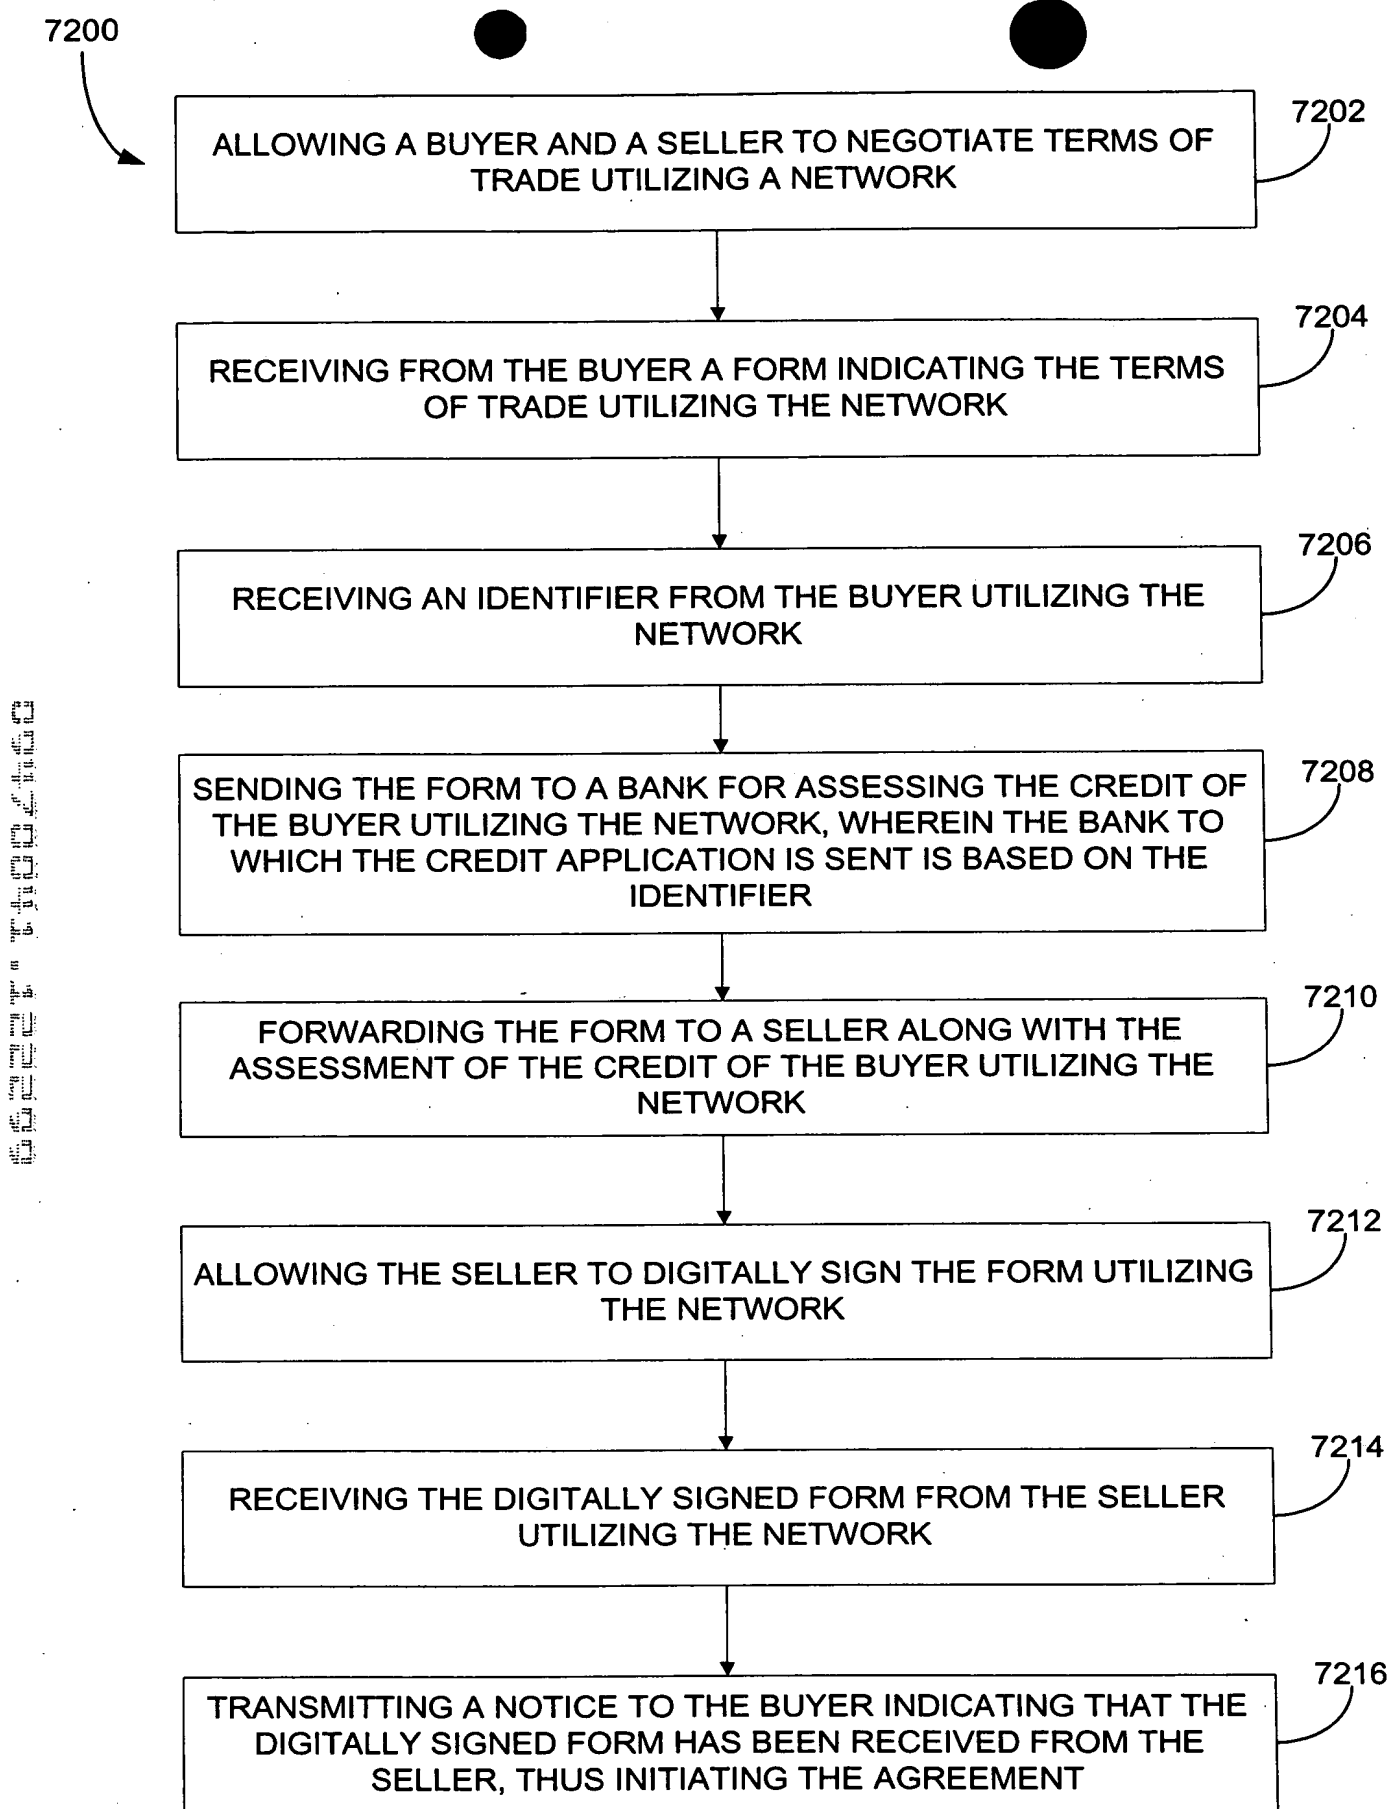 7200
7202
ALLOWING A BUYER AND A SELLER TO NEGOTIATE TERMS OF
TRADE UTILIZING A NETWORK
7204
RECEIVING FROM THE BUYER A FORM INDICATING THE TERMS
OF TRADE UTILIZING THE NETWORK
7206
RECEIVING AN IDENTIFIER FROM THE BUYER UTILIZING THE
NETWORK
7208
SENDING THE FORM TO A BANK FOR ASSESSING THE CREDIT OF
THE BUYER UTILIZING THE NETWORK, WHEREIN THE BANK TO
WHICH THE CREDIT APPLICATION IS SENT IS BASED ON THE
IDENTIFIER
7210
FORWARDING THE FORM TO A SELLER ALONG WITH THE
ASSESSMENT OF THE CREDIT OF THE BUYER UTILIZING THE
NETWORK
7212
ALLOWING THE SELLER TO DIGITALLY SIGN THE FORM UTILIZING
THE NETWORK
7214
RECEIVING THE DIGITALLY SIGNED FORM FROM THE SELLER
UTILIZING THE NETWORK
7216
TRANSMITTING A NOTICE TO THE BUYER INDICATING THAT THE
DIGITALLY SIGNED FORM HAS BEEN RECEIVED FROM THE
SELLER, THUS INITIATING THE AGREEMENT